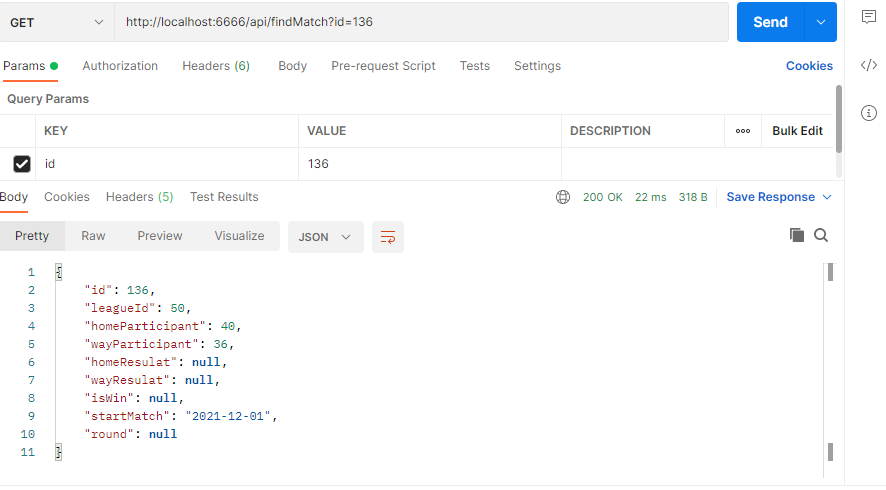 GET http://localhost:6666/api/findMatch?id=136 Send
Params Authorization Headers (6) Body Pre-request Script Tests Settings Cookies
Query Params
KEY VALUE DESCRIPTION ooo Bulk Edit
id 136
Body Cookies Headers (5) Test Results 200 OK 22 ms 318 B Save Response
Pretty Raw Preview Visualize JSON
1 {
2 "id": 136,
3 "leagueId": 50,
4 "homeParticipant": 40,
5 "wayParticipant": 36,
6 "homeResulat": null,
7 "wayResulat": null,
8 "isWin": null,
9 "startMatch": "2021-12-01",
10 "round": null
11 }